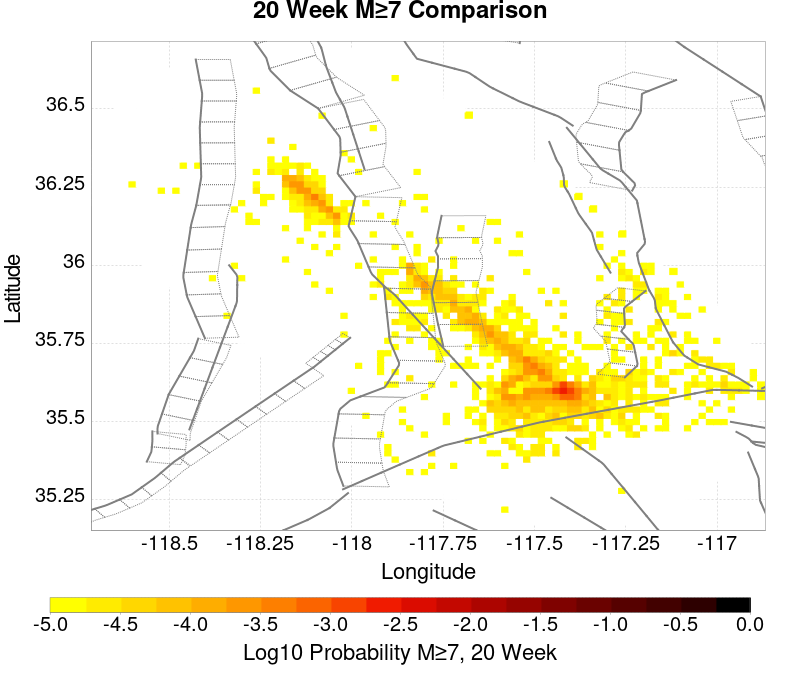 20 Week M≥7 Comparison
36.5
36.25
36
35.75
35.5
35.25
Latitude
-118.5 -118.25 -118 -117.75 -117.5 -117.25 -117
Longitude
-5.0 -4.5 -4.0 -3.5 -3.0 -2.5 -2.0 -1.5 -1.0 -0.5 0.0
Log10 Probability M≥7, 20 Week